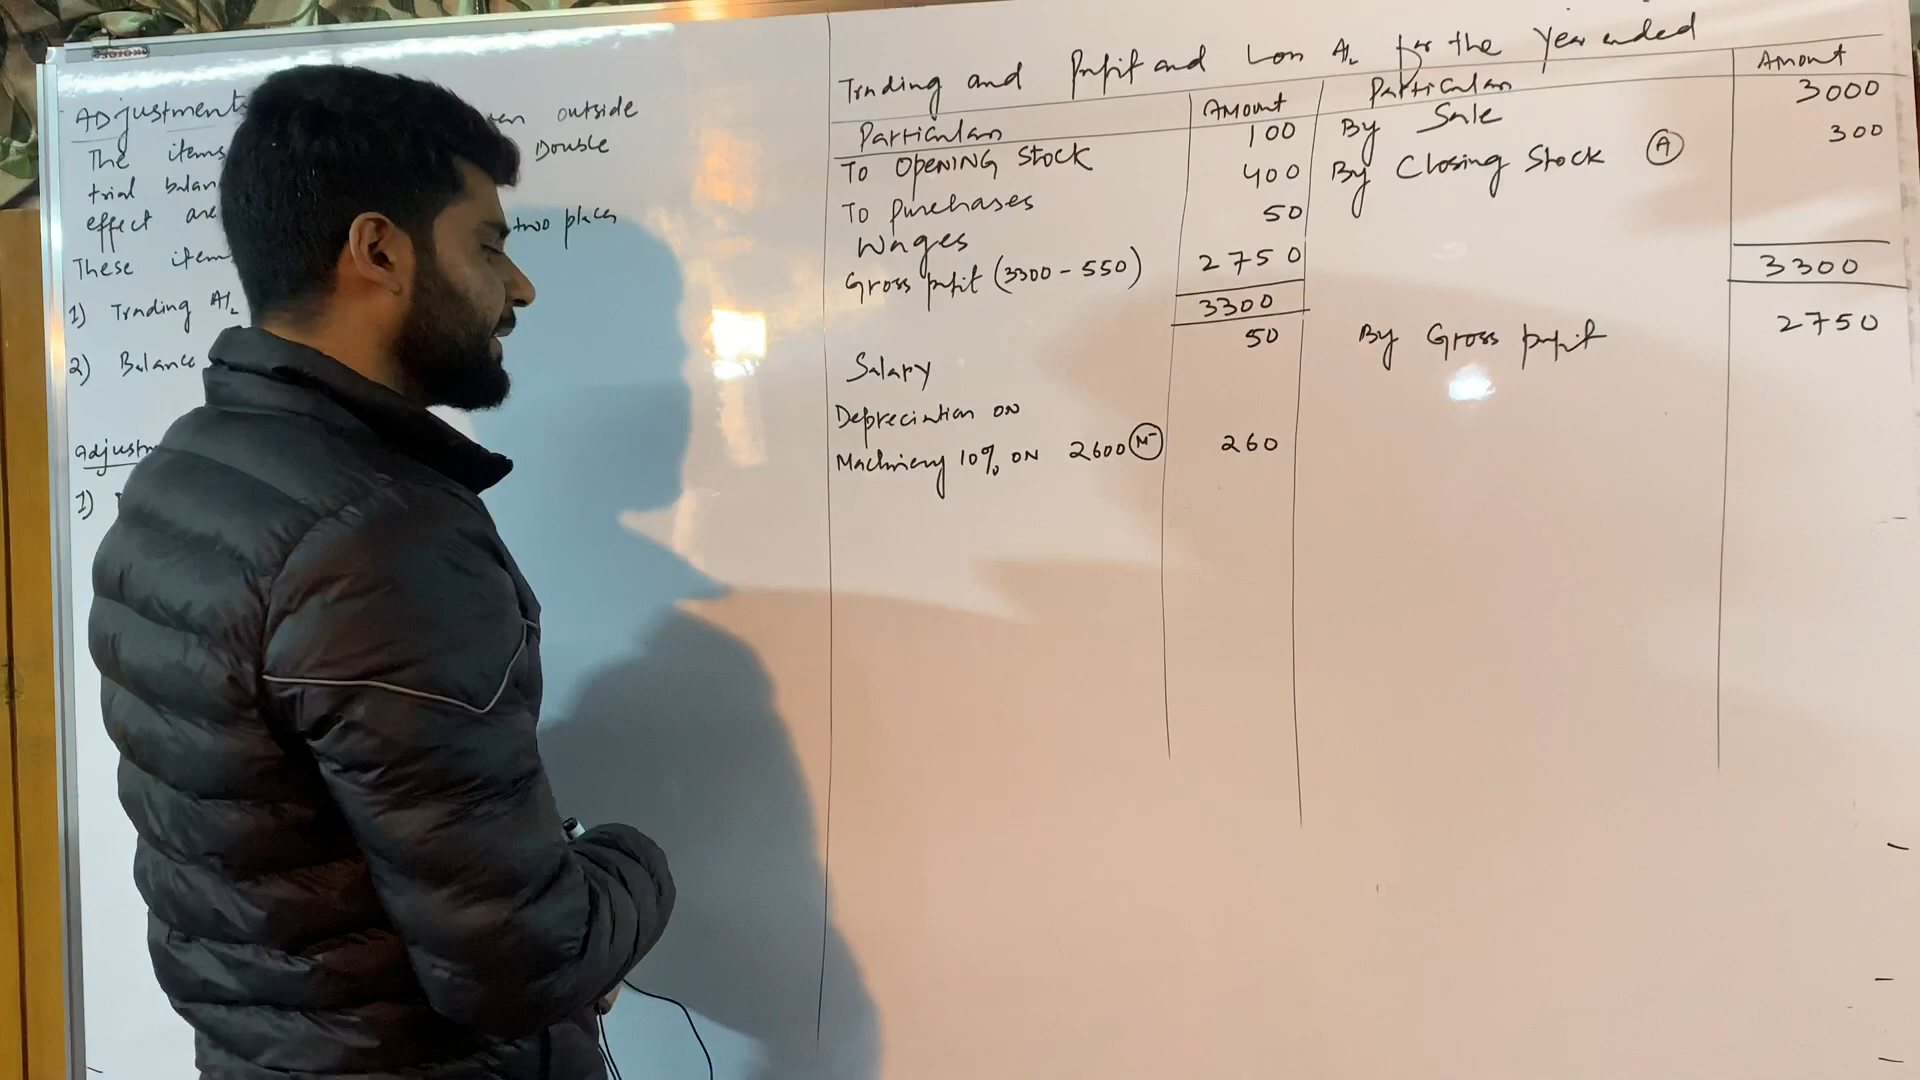 ADjustments en outside
The items Double
trial balan
effect are two places
These item
1) Trading A/c
2) Balance
Adjustm
1)
Trading and Profit and Loss A/c for the Year ended
Particulars Amount Particulars Amount
To Opening Stock 100 By Sale 3000
To purchases 400 By Closing Stock (A) 300
Wages 50
Gross profit (3300 - 550) 2750
3300 3300
Salary 50 By Gross profit 2750
Depreciation on
Machinery 10% on 2600 (M-) 260